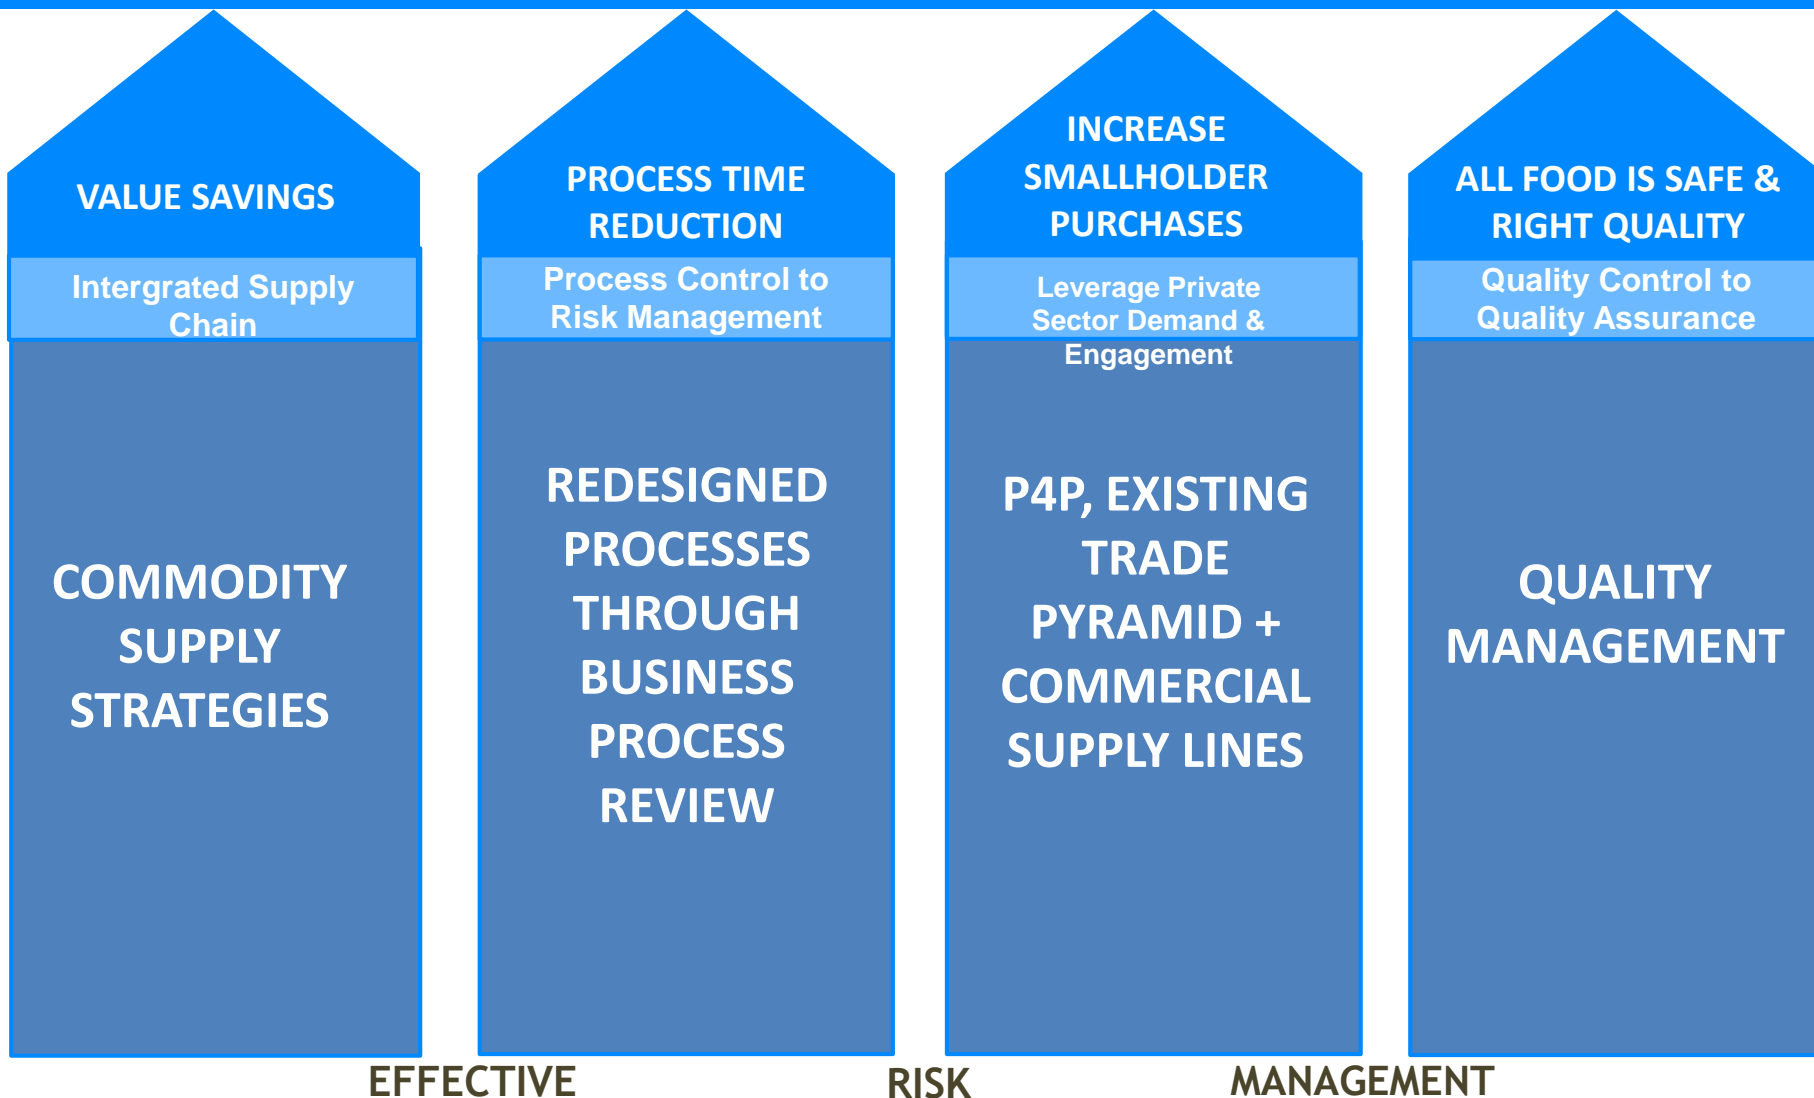 VALUE SAVINGS
Intergrated Supply
Chain
COMMODITY
SUPPLY
STRATEGIES
PROCESS TIME
REDUCTION
Process Control to
Risk Management
REDESIGNED
PROCESSES
THROUGH
BUSINESS
PROCESS
REVIEW
INCREASE
SMALLHOLDER
PURCHASES
Leverage Private
Sector Demand &
Engagement
P4P, EXISTING
TRADE
PYRAMID +
COMMERCIAL
SUPPLY LINES
ALL FOOD IS SAFE &
RIGHT QUALITY
Quality Control to
Quality Assurance
QUALITY
MANAGEMENT
EFFECTIVE RISK MANAGEMENT